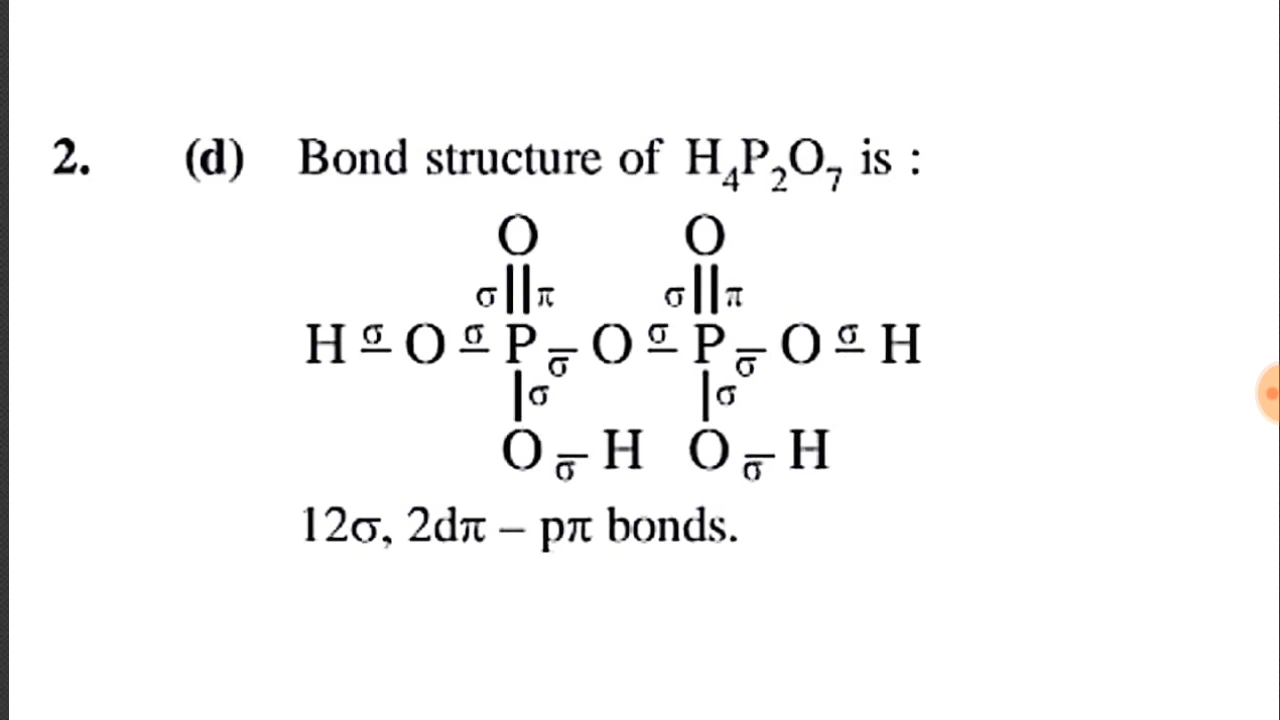 2. (d) Bond structure of H₄P₂O₇ is :
O O
σ||π σ||π
H σ– O σ– P –σ O σ– P –σ O σ– H
|σ |σ
O –σ H O –σ H
12σ, 2dπ – pπ bonds.